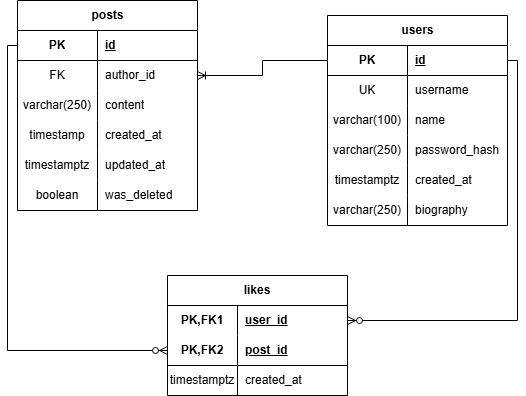 posts
PK id
FK author_id
varchar(250) content
timestamp created_at
timestamptz updated_at
boolean was_deleted
users
PK id
UK username
varchar(100) name
varchar(250) password_hash
timestamptz created_at
varchar(250) biography
likes
PK,FK1 user_id
PK,FK2 post_id
timestamptz created_at